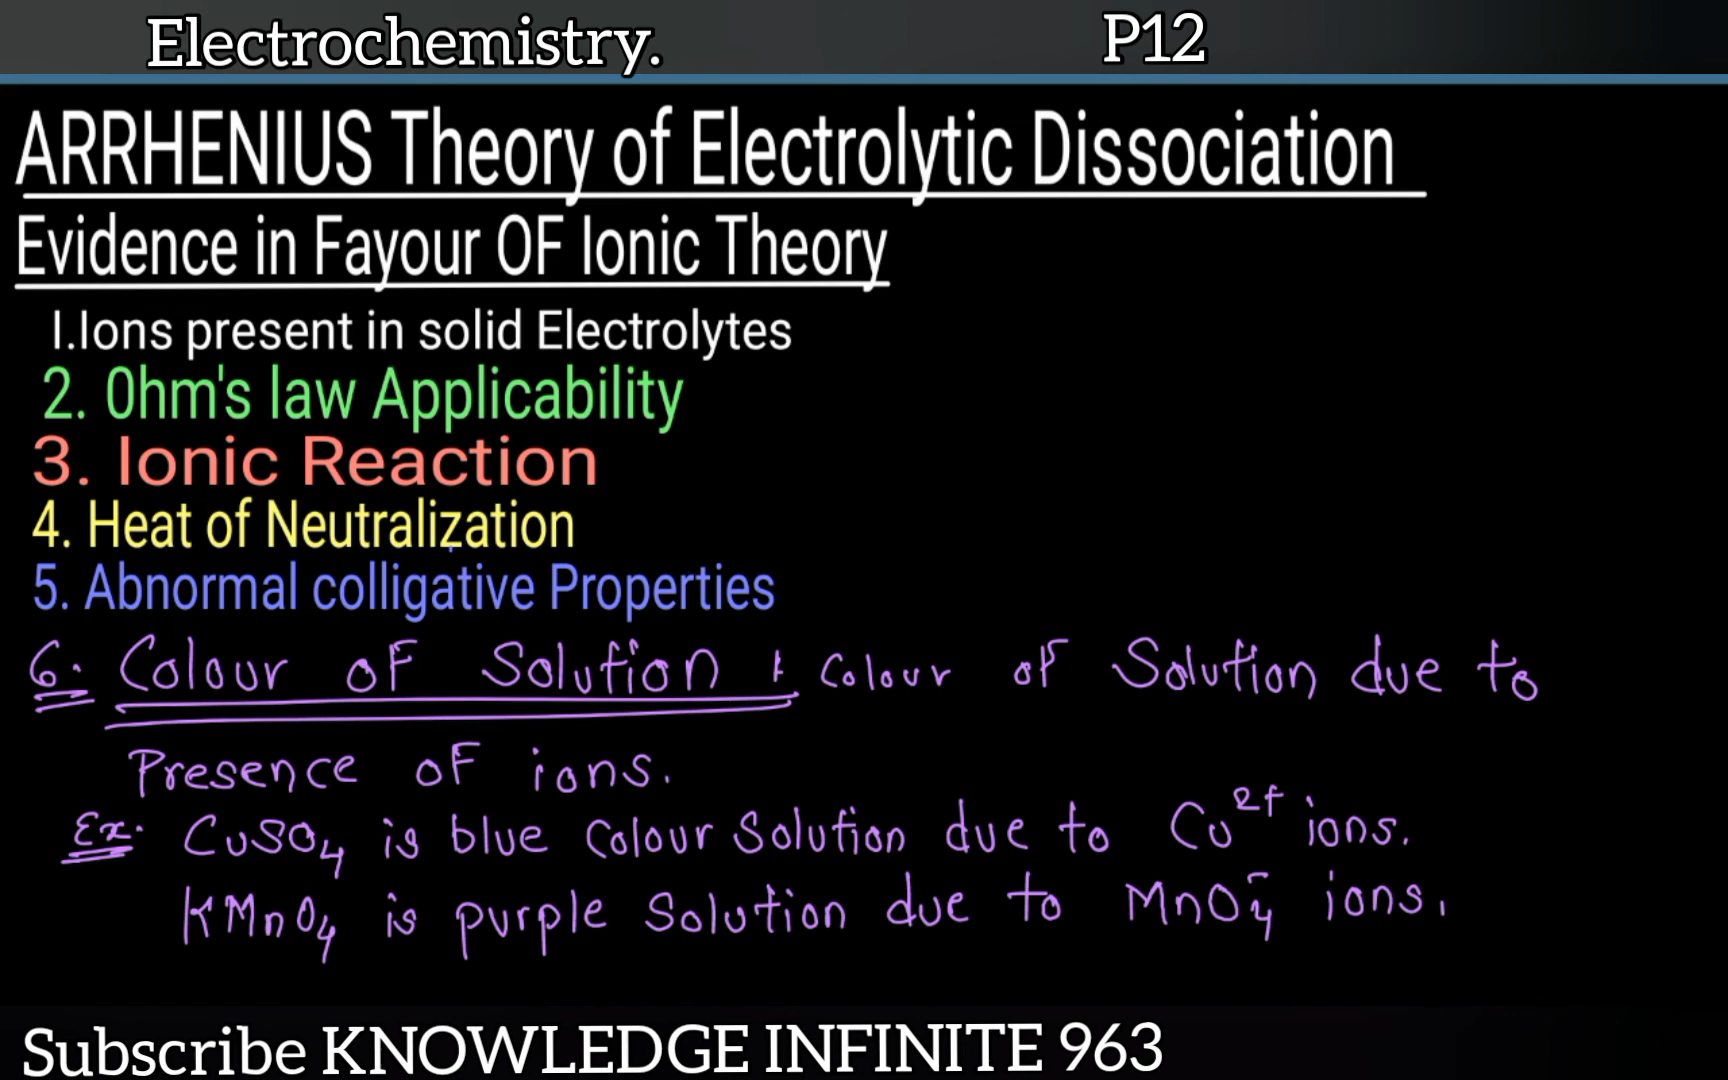 Electrochemistry. P12
ARRHENIUS Theory of Electrolytic Dissociation
Evidence in Fayour OF Ionic Theory
I.Ions present in solid Electrolytes
2. Ohm's law Applicability
3. Ionic Reaction
4. Heat of Neutralization
5. Abnormal colligative Properties
6. Colour of Solution : Colour of Solution due to
Presence of ions.
Ex. CuSO₄ is blue Colour Solution due to Cu²⁺ ions.
KMnO₄ is purple Solution due to MnO₄⁻ ions.
Subscribe KNOWLEDGE INFINITE 963